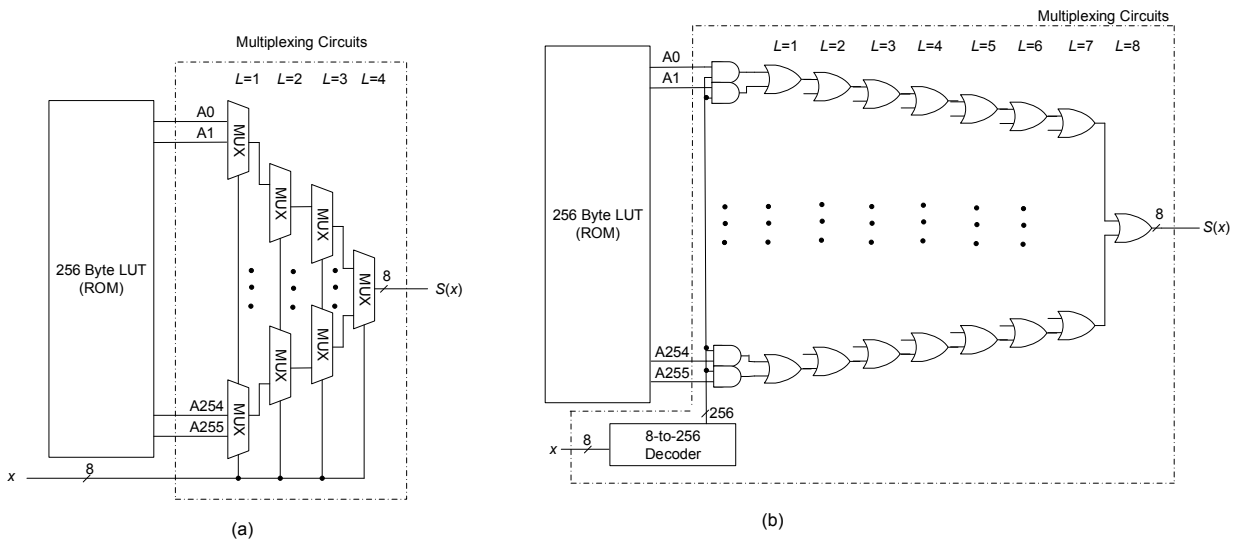 Multiplexing Circuits
L=1 L=2 L=3 L=4
A0
A1
MUX
MUX
MUX
MUX
256 Byte LUT
(ROM)
8
S(x)
MUX
MUX
MUX
A254
A255
x
8
(a)
Multiplexing Circuits
L=1 L=2 L=3 L=4 L=5 L=6 L=7 L=8
A0
A1
256 Byte LUT
(ROM)
8
S(x)
A254
A255
256
x
8
8-to-256
Decoder
(b)